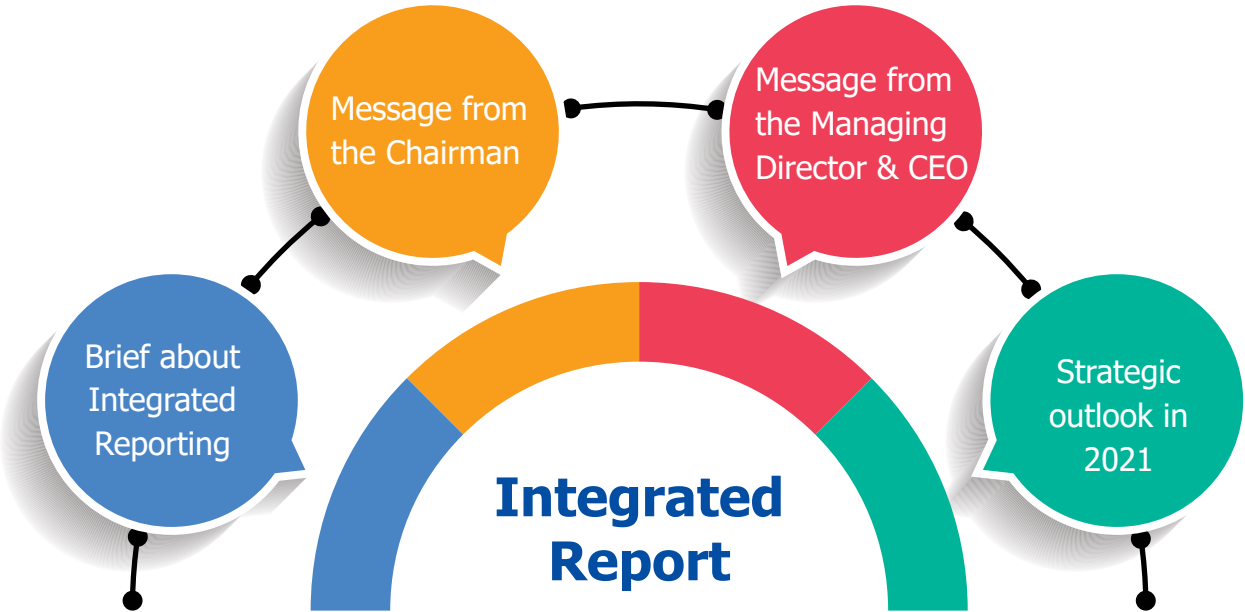 Message from
the Chairman
Message from
the Managing
Director & CEO
Brief about
Integrated
Reporting
Strategic
outlook in
2021
Integrated
Report